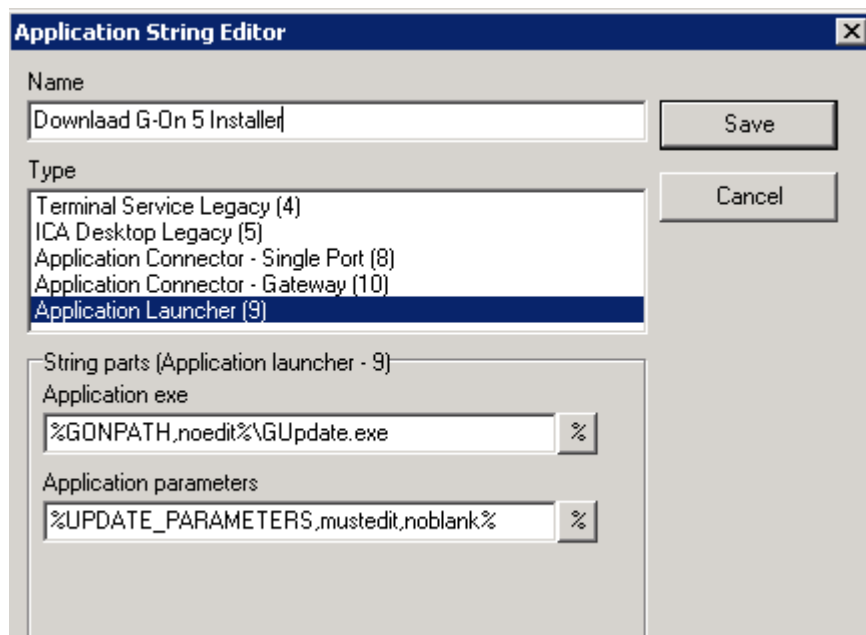 Application String Editor
Name
Downlaad G-On 5 Installer
Save
Type
Cancel
Terminal Service Legacy (4)
ICA Desktop Legacy (5)
Application Connector - Single Port (8)
Application Connector - Gateway (10)
Application Launcher (9)
String parts (Application launcher - 9)
Application exe
%GONPATH,noedit%\GUpdate.exe %
Application parameters
%UPDATE_PARAMETERS,mustedit,noblank% %